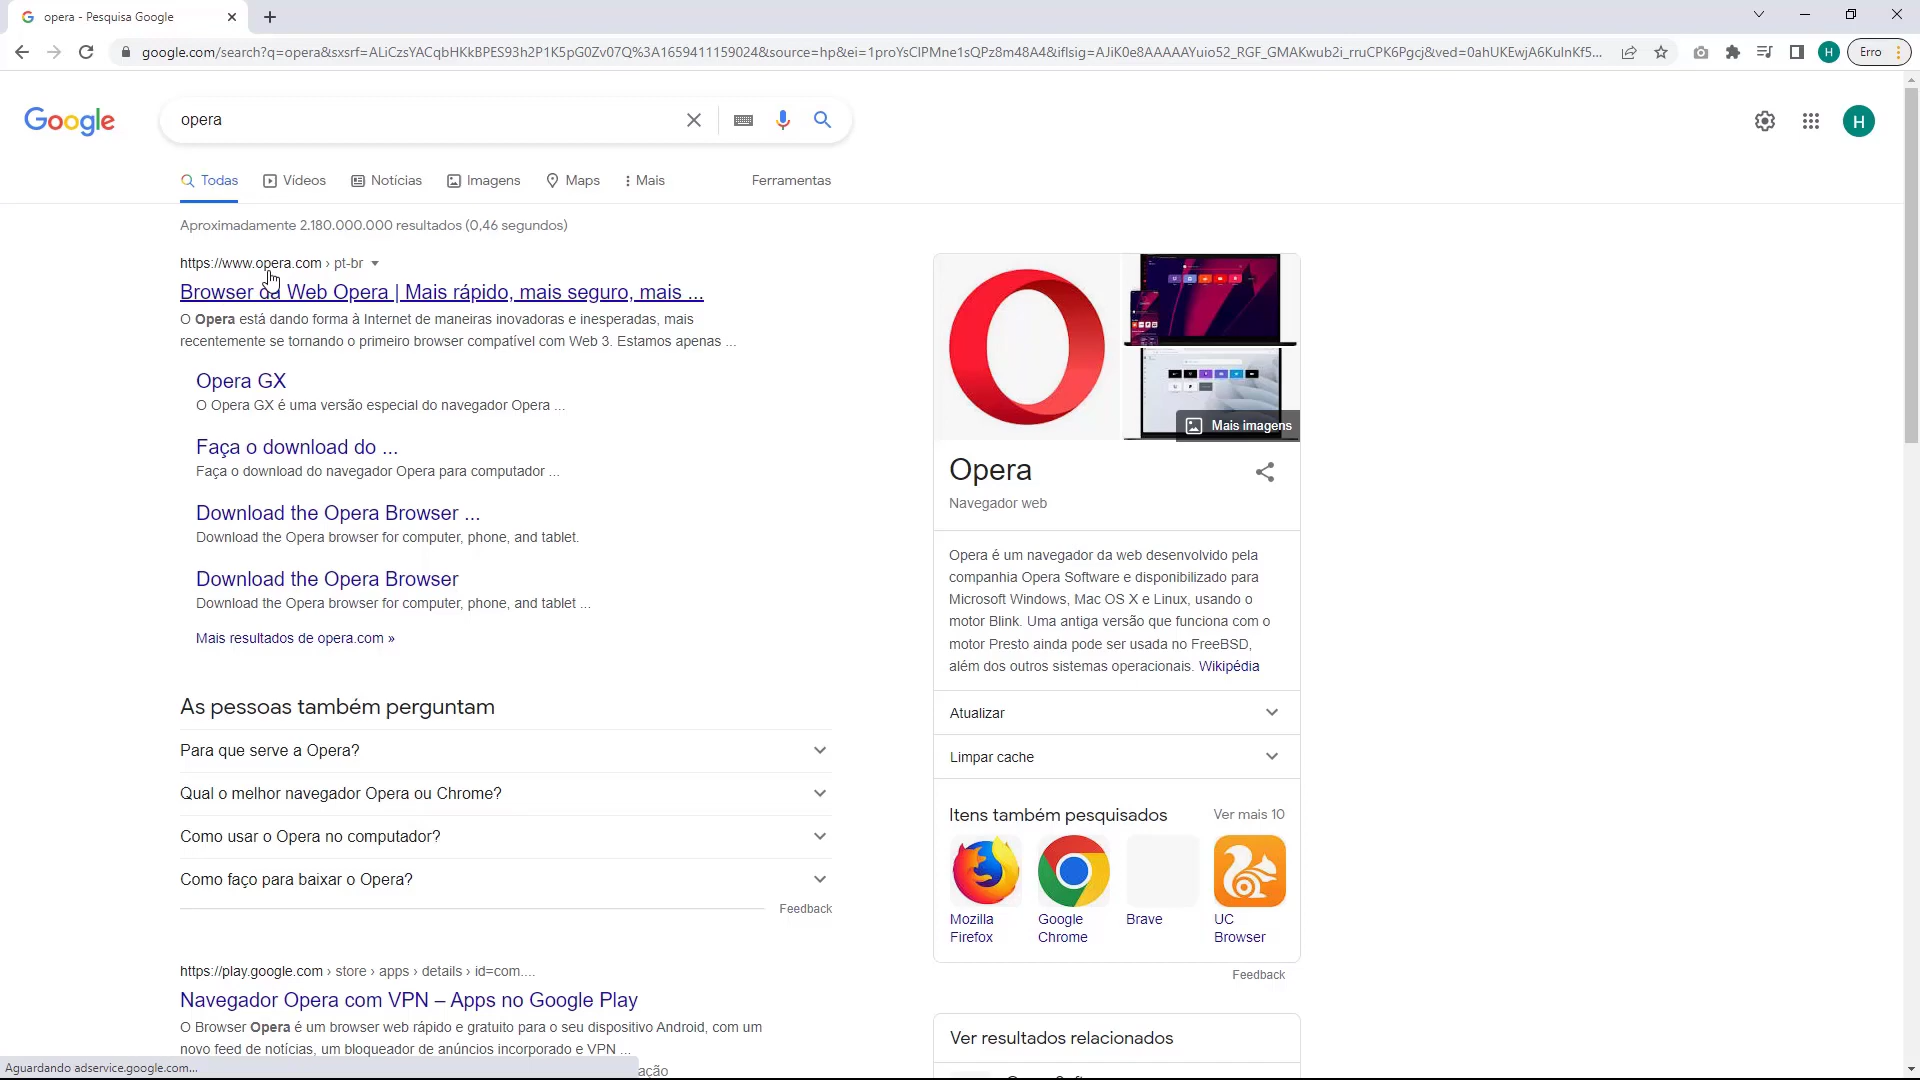 opera - Pesquisa Google
google.com/search?q=opera&sxsrf=ALiCzsYACqbHKkBPES93h2P1K5pG0Zv07Q%3A1659411159024&source=hp&ei=1proYsClPMne1sQPz8m48A4&iflsig=AJiK0e8AAAAAYuio52_RGF_GMAKwub2i_rruCPK6Pgcj&ved=0ahUKEwjA6KulnKf5...
H
Erro
Google
opera
H
Todas
Vídeos
Notícias
Imagens
Maps
Mais
Ferramentas
Aproximadamente 2.180.000.000 resultados (0,46 segundos)
https://www.opera.com › pt-br
Browser da Web Opera | Mais rápido, mais seguro, mais ...
O Opera está dando forma à Internet de maneiras inovadoras e inesperadas, mais
recentemente se tornando o primeiro browser compatível com Web 3. Estamos apenas ...
Opera GX
O Opera GX é uma versão especial do navegador Opera ...
Faça o download do ...
Faça o download do navegador Opera para computador ...
Download the Opera Browser ...
Download the Opera browser for computer, phone, and tablet.
Download the Opera Browser
Download the Opera browser for computer, phone, and tablet ...
Mais resultados de opera.com »
As pessoas também perguntam
Para que serve a Opera?
Qual o melhor navegador Opera ou Chrome?
Como usar o Opera no computador?
Como faço para baixar o Opera?
Feedback
https://play.google.com › store › apps › details › id=com....
Navegador Opera com VPN – Apps no Google Play
O Browser Opera é um browser web rápido e gratuito para o seu dispositivo Android, com um
novo feed de notícias, um bloqueador de anúncios incorporado e VPN ...
ação
Aguardando adservice.google.com...
Mais imagens
Opera
Navegador web
Opera é um navegador da web desenvolvido pela
companhia Opera Software e disponibilizado para
Microsoft Windows, Mac OS X e Linux, usando o
motor Blink. Uma antiga versão que funciona com o
motor Presto ainda pode ser usada no FreeBSD,
além dos outros sistemas operacionais. Wikipédia
Atualizar
Limpar cache
Itens também pesquisados
Ver mais 10
Mozilla
Firefox
Google
Chrome
Brave
UC
Browser
Feedback
Ver resultados relacionados